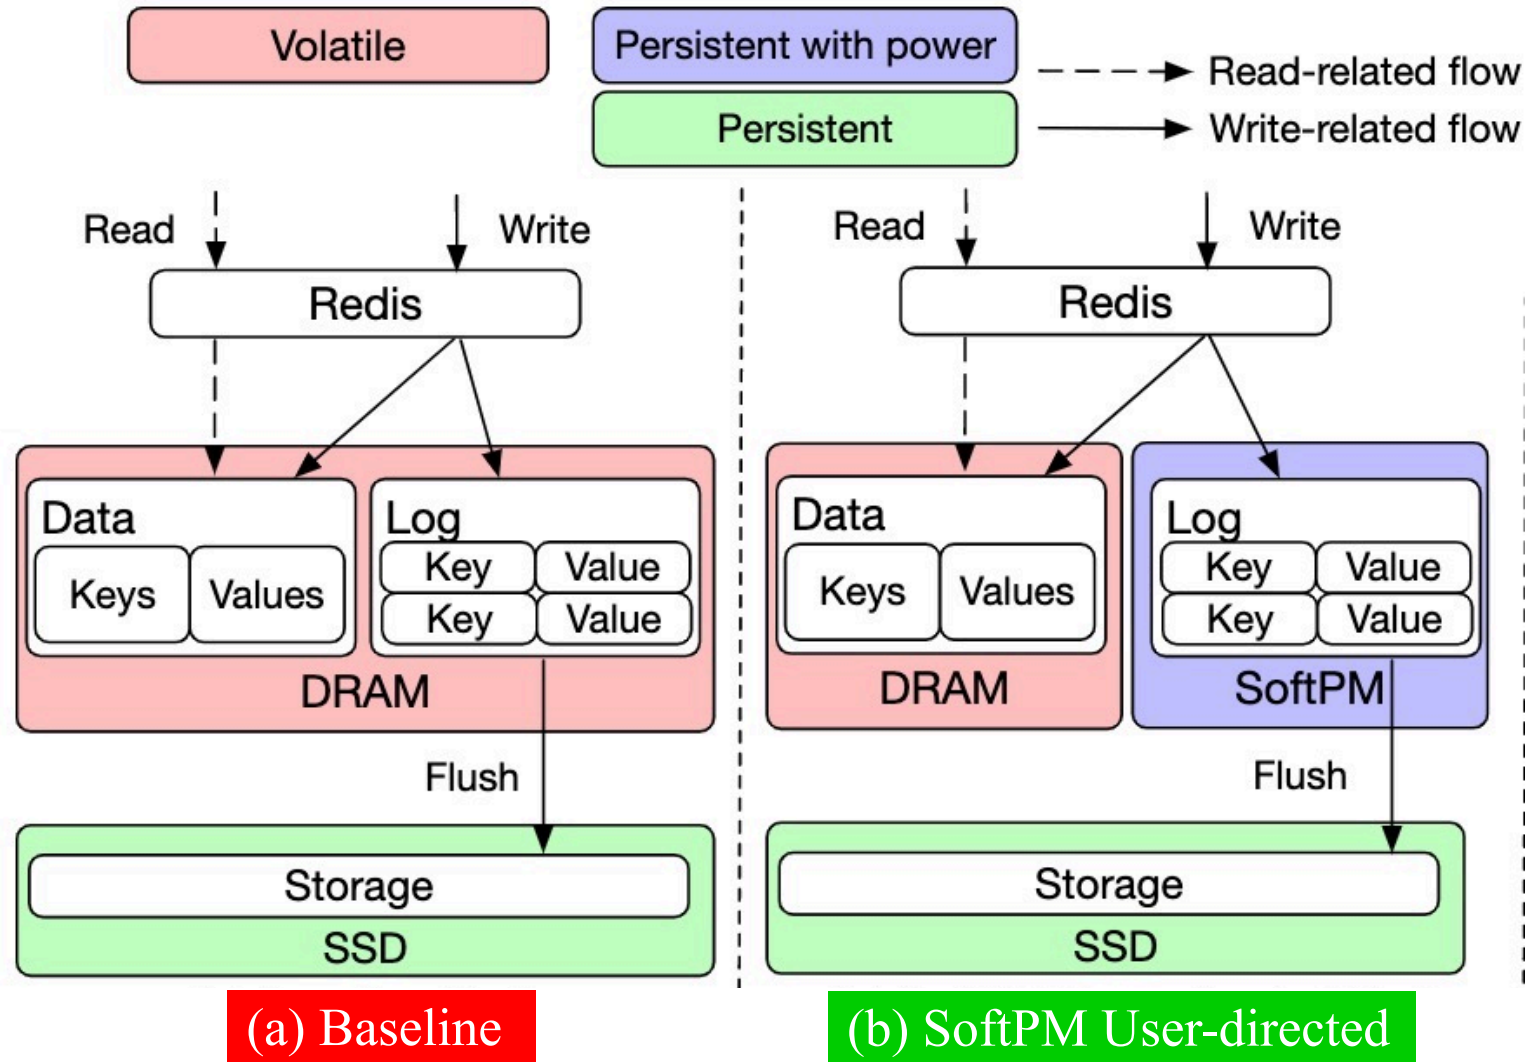 Volatile
Persistent with power
Persistent
Read-related flow
Write-related flow
Read
Write
Redis
Data
Keys
Values
Log
Key
Value
Key
Value
DRAM
Flush
Storage
SSD
(a) Baseline
Read
Write
Redis
Data
Keys
Values
DRAM
Log
Key
Value
Key
Value
SoftPM
Flush
Storage
SSD
(b) SoftPM User-directed